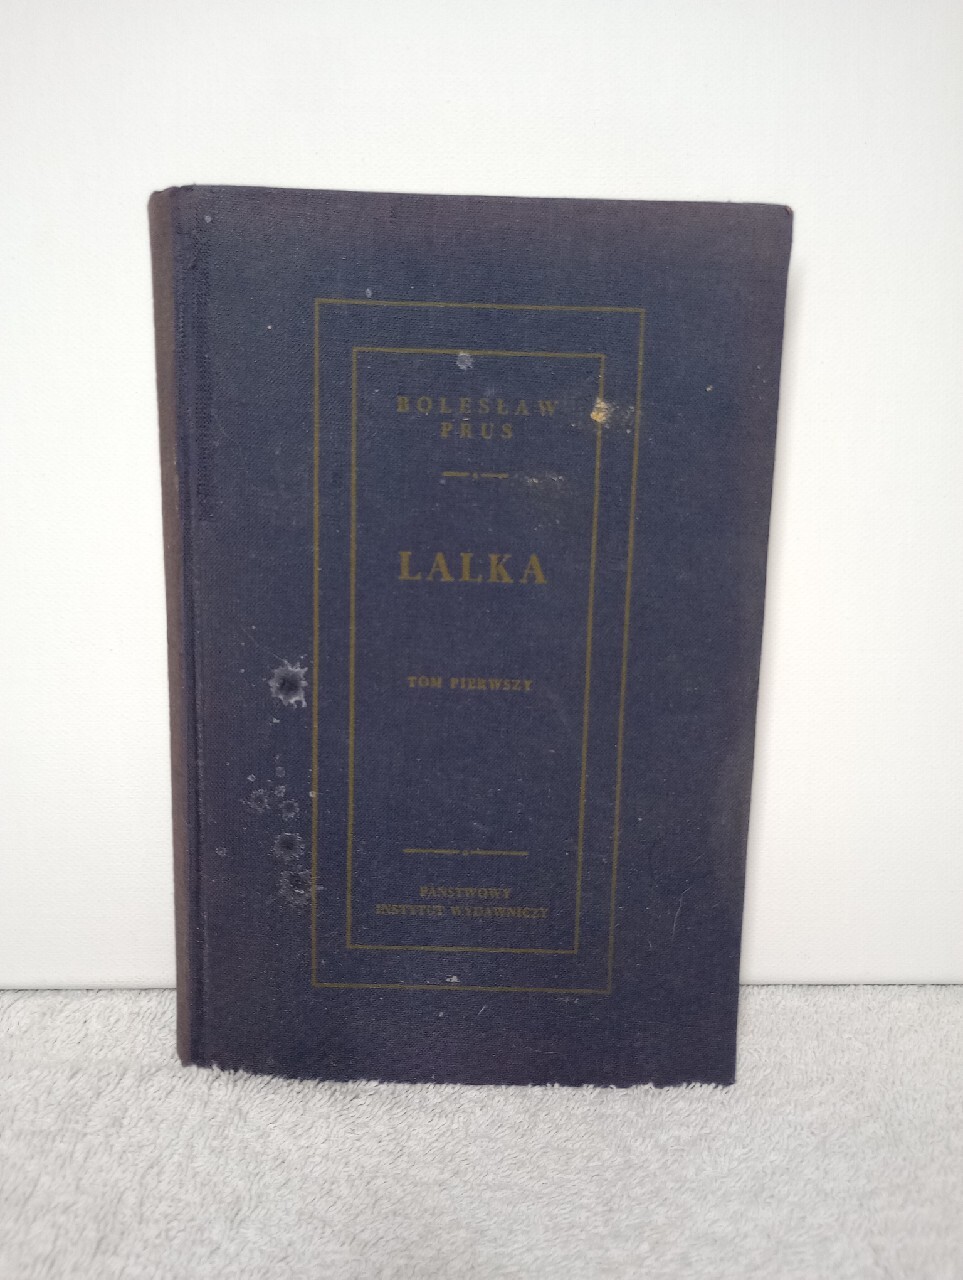 BOLESŁAW
PRUS
LALKA
TOM PIERWSZY
PAŃSTWOWY
INSTYTUT WYDAWNICZY